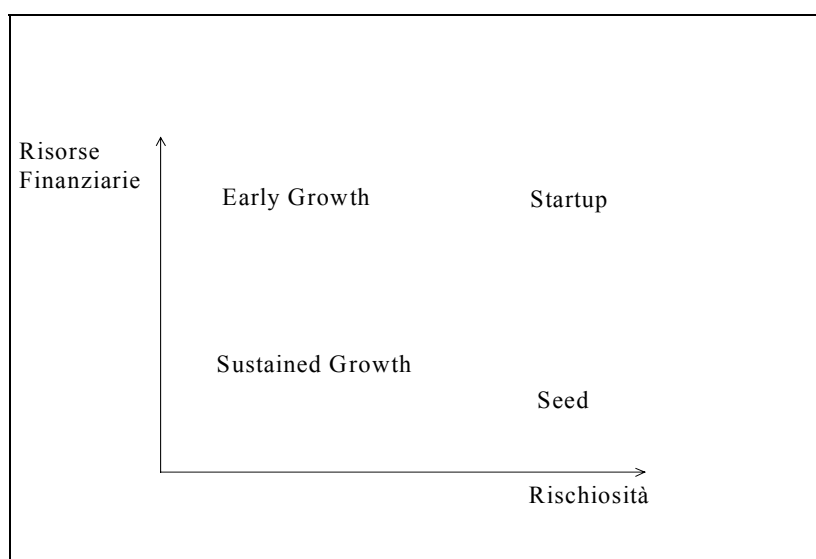 Risorse
Finanziarie
Early Growth
Startup
Sustained Growth
Seed
Rischiosità